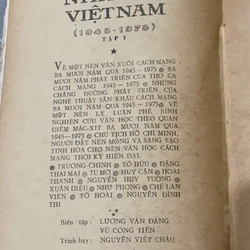 VIỆTNAM
(1945-1975)
TẬP I
VỀ MỘT NỀN VĂN XUÔI CÁCH MẠNG
BA MƯƠI NĂM QUA 1945 - 1975 ⊛ BA
MƯƠI NĂM PHÁT TRIỂN CỦA THƠ CA
CÁCH MẠNG 1945 - 1975 ⊛ NHỮNG
CHẶNG ĐƯỜNG PHÁT TRIỂN CỦA
NGHỆ THUẬT SÂN KHẤU CÁCH MẠNG
BA MƯƠI NĂM QUA 1945 - 1975 ⊛ VỀ
MỘT NỀN LÝ LUẬN PHÊ BÌNH
NGHIÊN CỨU VĂN HỌC THEO QUAN
ĐIỂM MÁC-XÍT BA MƯƠI NĂM QUA
1945 - 1975 ⊛ CHỦ TỊCH HỒ CHÍ MINH,
NGƯỜI ĐẶT NỀN MÓNG VÀ SÁNG TẠO
TINH HOA CHO NỀN VĂN HỌC CÁCH
MẠNG THỜI KỲ HIỆN ĐẠI.
⊛ TRƯỜNG-CHINH ⊛ TỐ HỮU ⊛ ĐẶNG
THAI MAI ⊛ TÚ MỠ ⊛ HUY CẬN ⊛ HOÀI
THANH ⊛ NGUYÊN HUY TƯỞNG ⊛
XUÂN DIỆU ⊛ NHƯ PHONG ⊛ CHẾ LAN
VIÊN ⊛ TÔ HOÀI ⊛ NGUYỄN ĐÌNH
THI
Biên tập: LƯƠNG VĂN ĐANG
VŨ CÔNG TIẾN
Trình bày: NGUYỄN VIẾT CHÂU